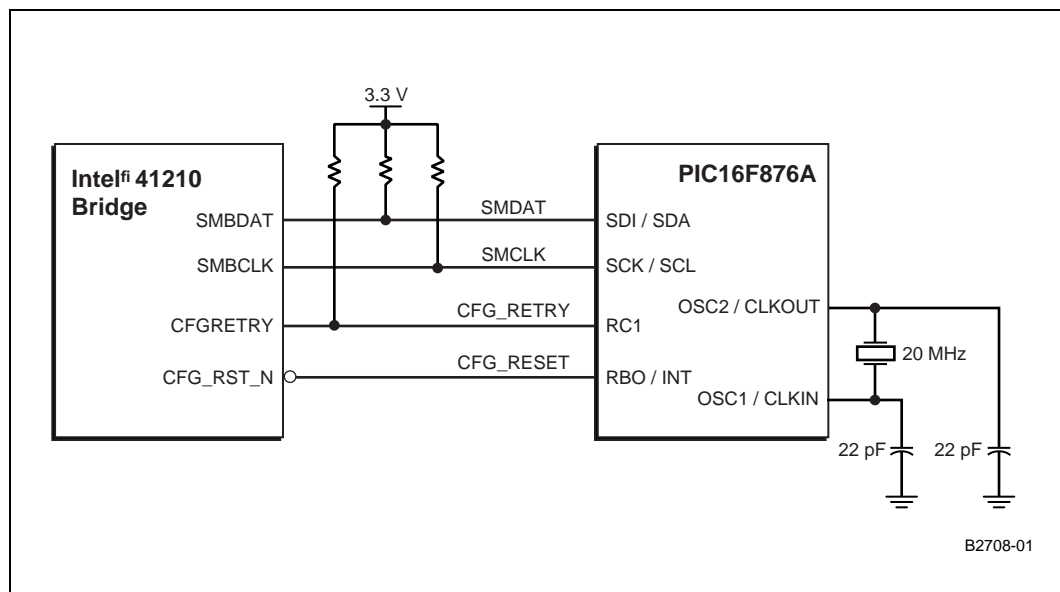 3.3 V
Intelfi 41210
Bridge
PIC16F876A
SMBDAT
SMDAT
SDI / SDA
SMBCLK
SMCLK
SCK / SCL
OSC2 / CLKOUT
CFGRETRY
CFG_RETRY
RC1
20 MHz
CFG_RST_N
CFG_RESET
RBO / INT
OSC1 / CLKIN
22 pF
22 pF
B2708-01